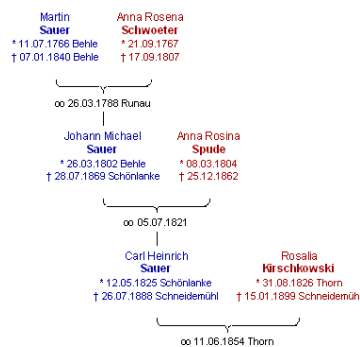 Martin Anna Rosena
Sauer Schwoeter
* 11.07.1766 Behle * 21.09.1767
† 07.01.1840 Behle † 17.09.1807
oo 26.03.1788 Runau
Johann Michael Anna Rosina
Sauer Spude
* 26.03.1802 Behle * 08.03.1804
† 28.07.1869 Schönlanke † 25.12.1862
oo 05.07.1821
Carl Heinrich Rosalia
Sauer Kirschkowski
* 12.05.1825 Schönlanke * 31.08.1826 Thorn
† 26.07.1888 Schneidemühl † 15.01.1899 Schneidemüh
oo 11.06.1854 Thorn